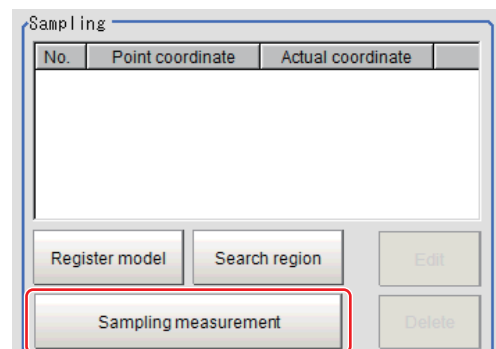 Sampling
No. Point coordinate Actual coordinate
Register model Search region Edit
Sampling measurement Delete